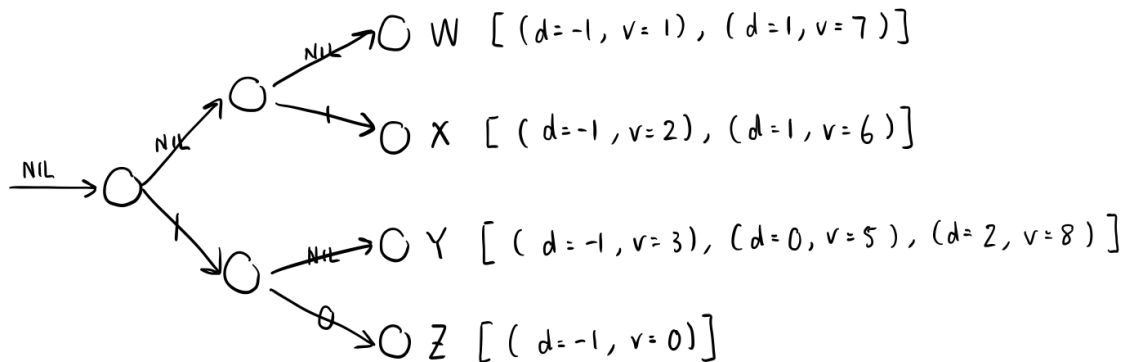 NIL
NIL
NIL
W [(d=-1, v=1), (d=1, v=7)]
1
X [(d=-1, v=2), (d=1, v=6)]
1
NIL
Y [(d=-1, v=3), (d=0, v=5), (d=2, v=8)]
0
Z [(d=-1, v=0)]